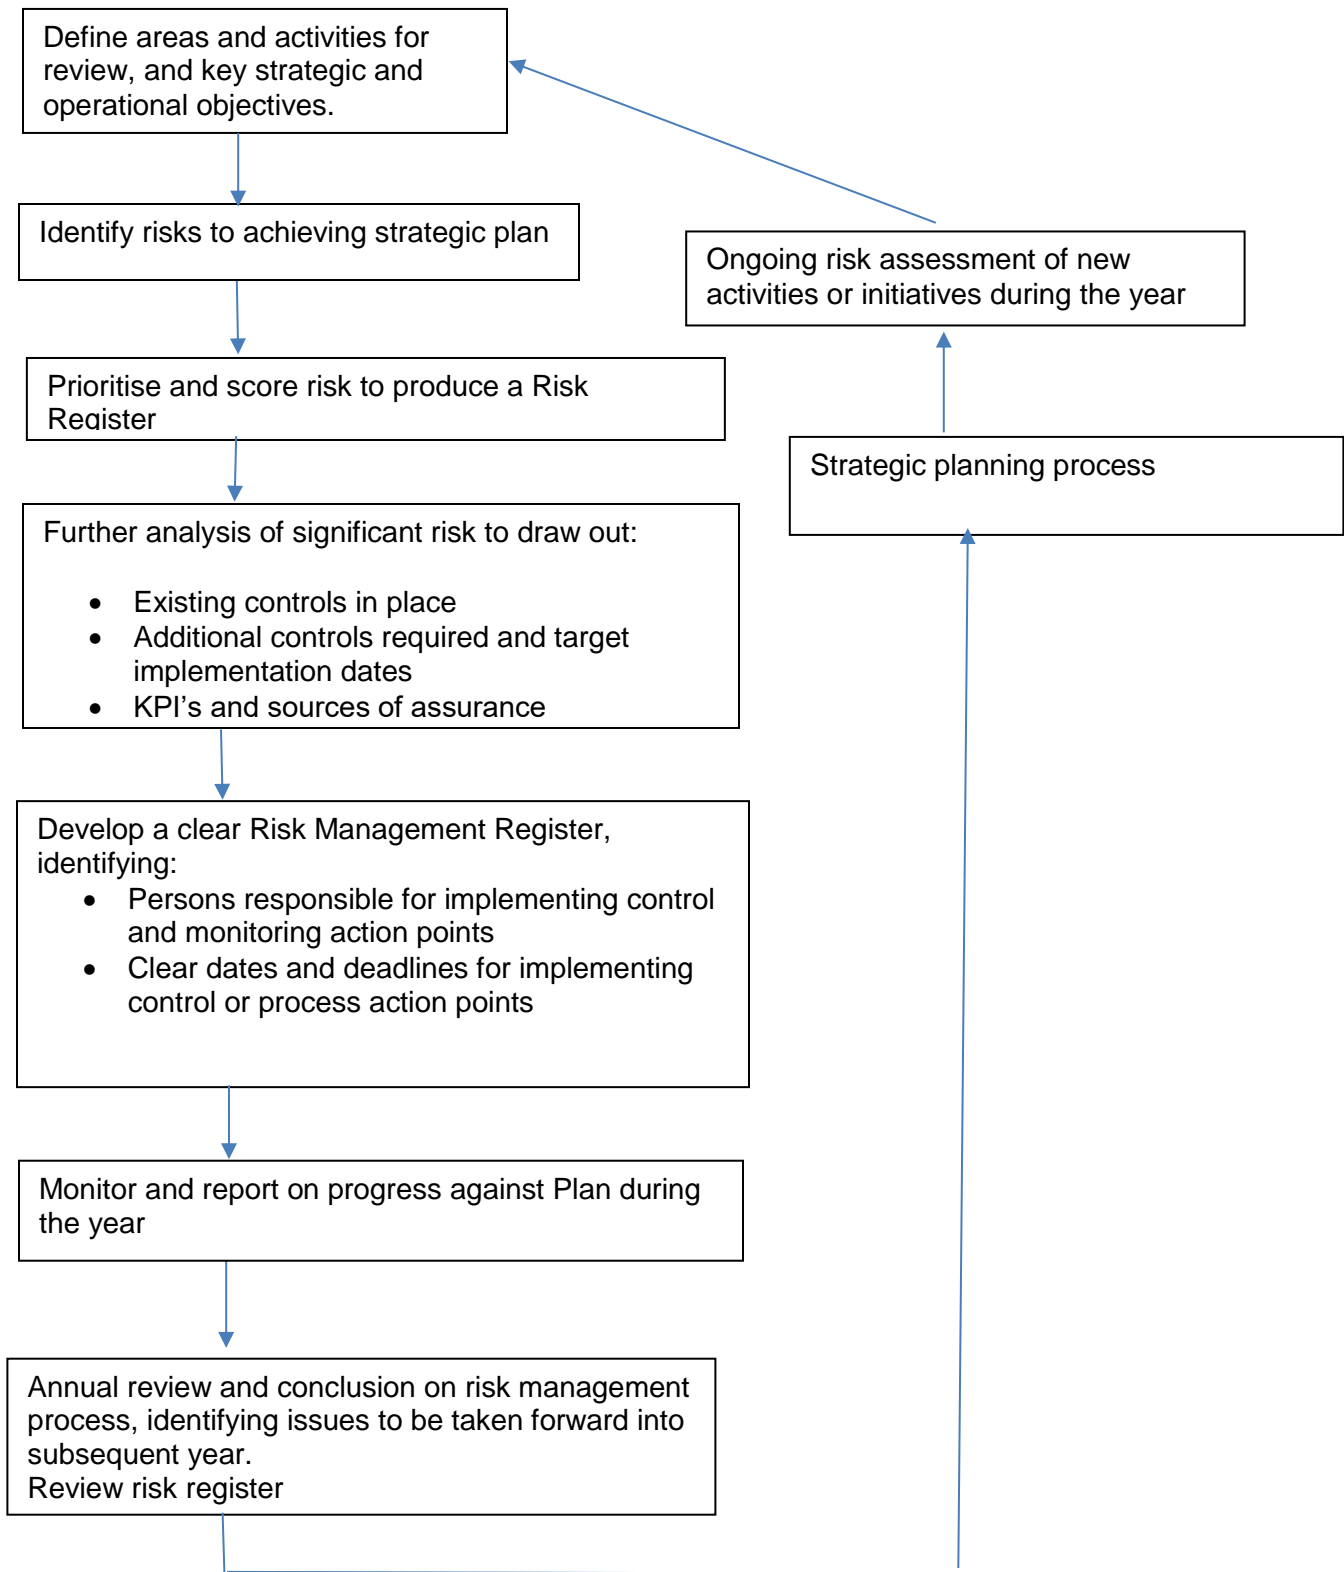 Define areas and activities for
review, and key strategic and
operational objectives.
Identify risks to achieving strategic plan
Ongoing risk assessment of new
activities or initiatives during the year
Prioritise and score risk to produce a Risk
Register
Strategic planning process
Further analysis of significant risk to draw out:
• Existing controls in place
• Additional controls required and target
implementation dates
• KPI’s and sources of assurance
Develop a clear Risk Management Register,
identifying:
• Persons responsible for implementing control
and monitoring action points
• Clear dates and deadlines for implementing
control or process action points
Monitor and report on progress against Plan during
the year
Annual review and conclusion on risk management
process, identifying issues to be taken forward into
subsequent year.
Review risk register